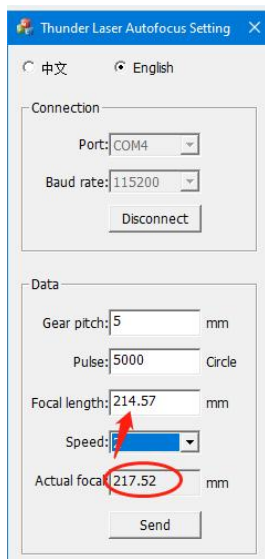 Thunder Laser Autofocus Setting
中文 English
Connection
Port: COM4
Baud rate: 115200
Disconnect
Data
Gear pitch: 5 mm
Pulse: 5000 Circle
Focal length: 214.57 mm
Speed:
Actual focal 217.52 mm
Send